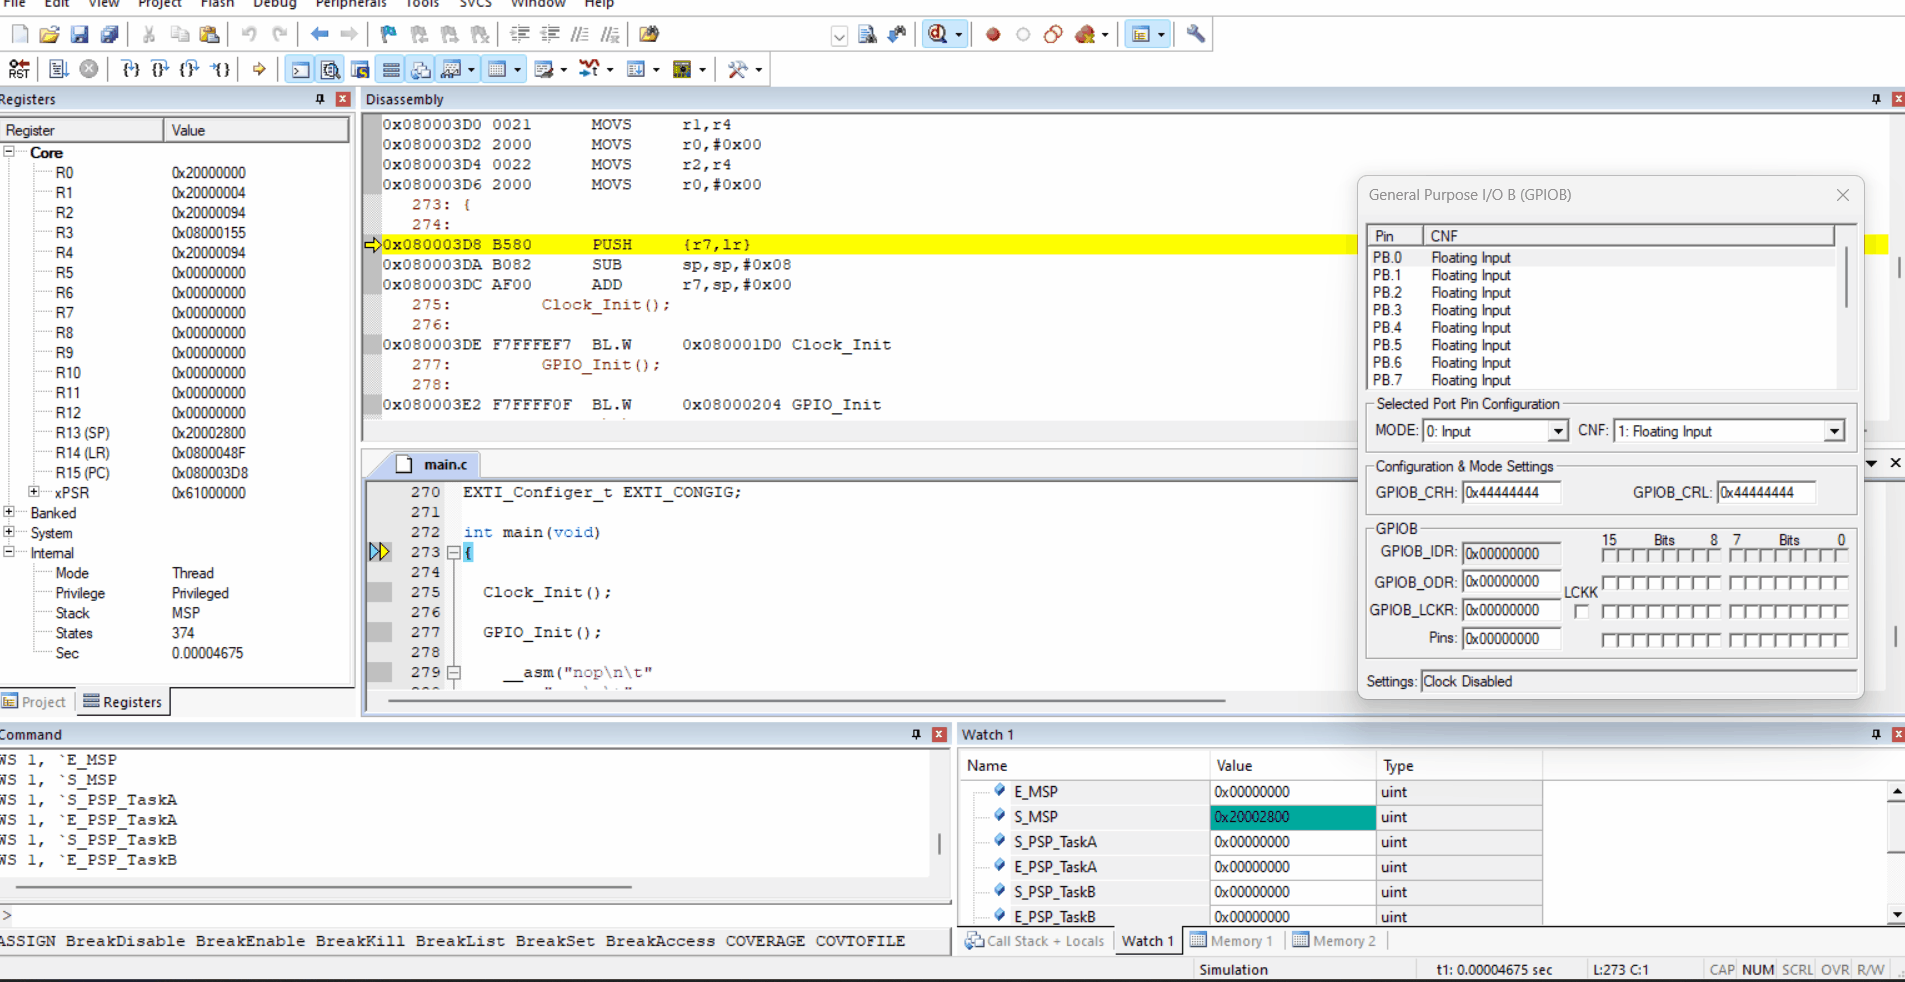 File Edit View Project Flash Debug Peripherals Tools SVCS Window Help
RST
Registers
Register Value
Core
R0 0x20000000
R1 0x20000004
R2 0x20000094
R3 0x08000155
R4 0x20000094
R5 0x00000000
R6 0x00000000
R7 0x00000000
R8 0x00000000
R9 0x00000000
R10 0x00000000
R11 0x00000000
R12 0x00000000
R13 (SP) 0x20002800
R14 (LR) 0x0800048F
R15 (PC) 0x080003D8
xPSR 0x61000000
Banked
System
Internal
Mode Thread
Privilege Privileged
Stack MSP
States 374
Sec 0.00004675
Project Registers
Disassembly
0x080003D0 0021 MOVS r1,r4
0x080003D2 2000 MOVS r0,#0x00
0x080003D4 0022 MOVS r2,r4
0x080003D6 2000 MOVS r0,#0x00
273: {
274:
0x080003D8 B580 PUSH {r7,lr}
0x080003DA B082 SUB sp,sp,#0x08
0x080003DC AF00 ADD r7,sp,#0x00
275: Clock_Init();
276:
0x080003DE F7FFFEF7 BL.W 0x080001D0 Clock_Init
277: GPIO_Init();
278:
0x080003E2 F7FFFF0F BL.W 0x08000204 GPIO_Init
main.c
270 EXTI_Configer_t EXTI_CONGIG;
271
272 int main(void)
273 {
274
275 Clock_Init();
276
277 GPIO_Init();
278
279 __asm("nop\n\t"
General Purpose I/O B (GPIOB)
Pin CNF
PB.0 Floating Input
PB.1 Floating Input
PB.2 Floating Input
PB.3 Floating Input
PB.4 Floating Input
PB.5 Floating Input
PB.6 Floating Input
PB.7 Floating Input
Selected Port Pin Configuration
MODE: 0: Input CNF: 1: Floating Input
Configuration & Mode Settings
GPIOB_CRH: 0x44444444 GPIOB_CRL: 0x44444444
GPIOB
15 Bits 8 7 Bits 0
GPIOB_IDR: 0x00000000
GPIOB_ODR: 0x00000000
LCKK
GPIOB_LCKR: 0x00000000
Pins: 0x00000000
Settings: Clock Disabled
Command
WS 1, `E_MSP
WS 1, `S_MSP
WS 1, `S_PSP_TaskA
WS 1, `E_PSP_TaskA
WS 1, `S_PSP_TaskB
WS 1, `E_PSP_TaskB
>
ASSIGN BreakDisable BreakEnable BreakKill BreakList BreakSet BreakAccess COVERAGE COVTOFILE
Watch 1
Name Value Type
E_MSP 0x00000000 uint
S_MSP 0x20002800 uint
S_PSP_TaskA 0x00000000 uint
E_PSP_TaskA 0x00000000 uint
S_PSP_TaskB 0x00000000 uint
E_PSP_TaskB 0x00000000 uint
Call Stack + Locals Watch 1 Memory 1 Memory 2
Simulation t1: 0.00004675 sec L:273 C:1 CAP NUM SCRL OVR R/W